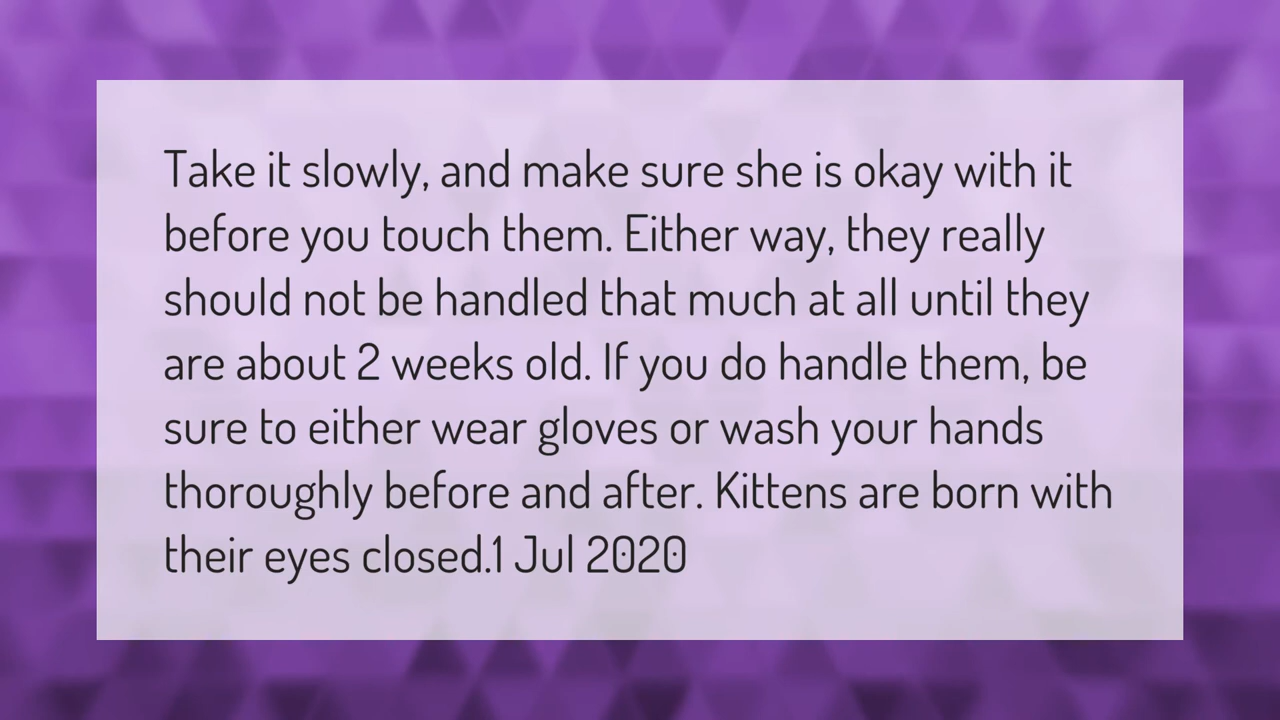 Take it slowly, and make sure she is okay with it
before you touch them. Either way, they really
should not be handled that much at all until they
are about 2 weeks old. If you do handle them, be
sure to either wear gloves or wash your hands
thoroughly before and after. Kittens are born with
their eyes closed.1 Jul 2020